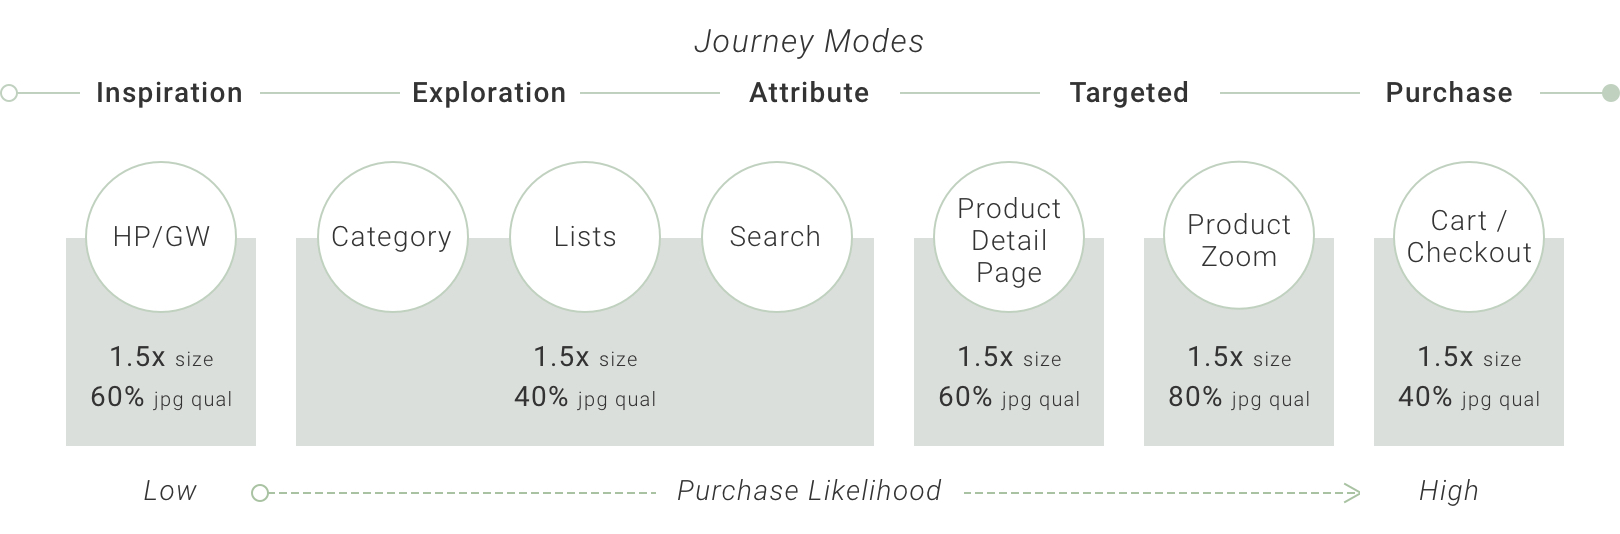 Journey Modes
Inspiration Exploration Attribute Targeted Purchase
HP/GW
Category
Lists
Search
Product
Detail
Page
Product
Zoom
Cart /
Checkout
1.5x size
60% jpg qual
1.5x size
40% jpg qual
1.5x size
60% jpg qual
1.5x size
80% jpg qual
1.5x size
40% jpg qual
Low Purchase Likelihood High